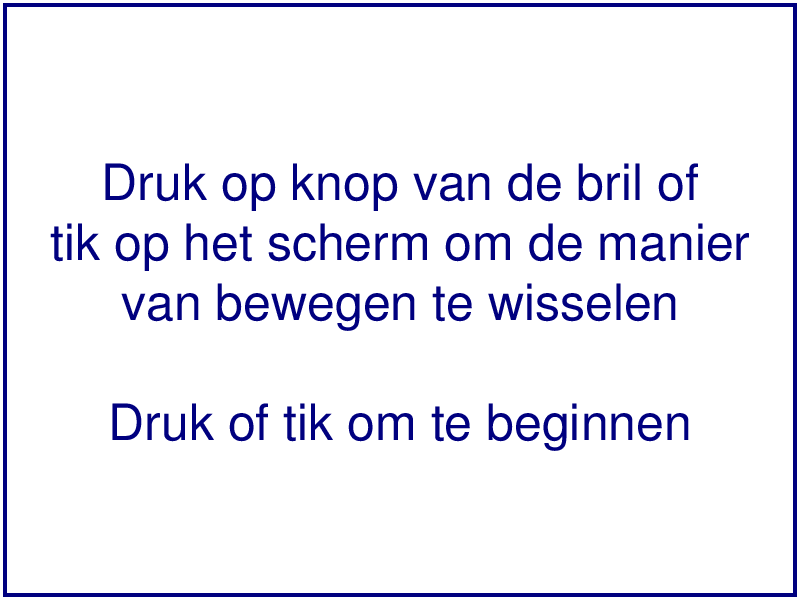 Druk op knop van de bril of
tik op het scherm om de manier
van bewegen te wisselen
Druk of tik om te beginnen